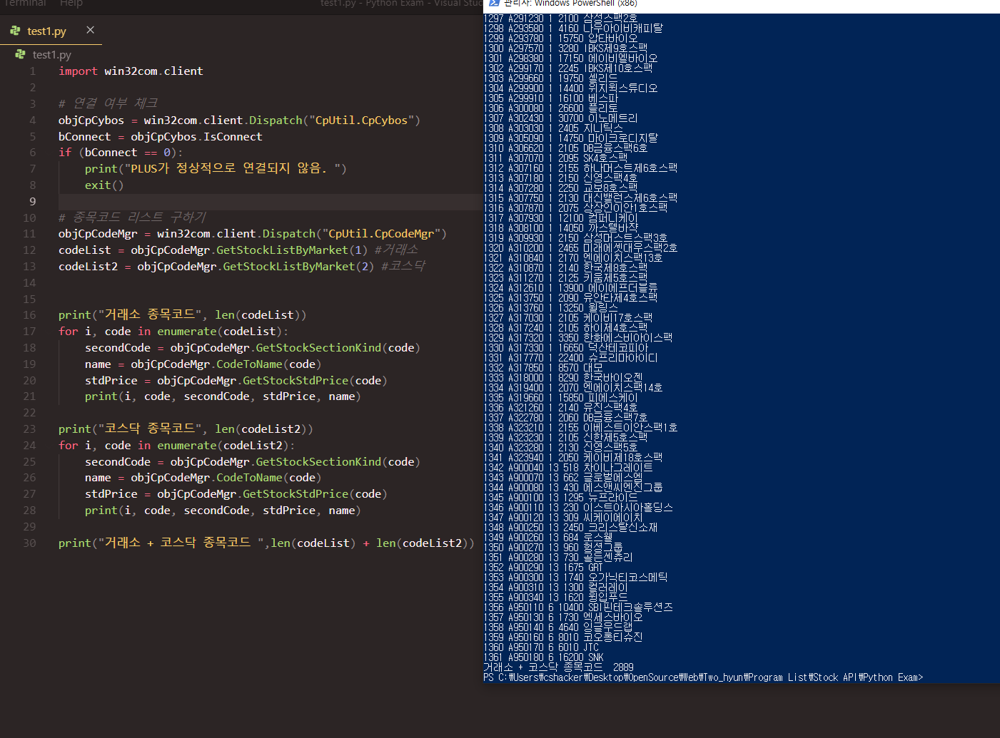 Terminal Help test1.py - Python Exam - Visual Stuc
test1.py ×
test1.py
1 import win32com.client
2
3 # 연결 여부 체크
4 objCpCybos = win32com.client.Dispatch("CpUtil.CpCybos")
5 bConnect = objCpCybos.IsConnect
6 if (bConnect == 0):
7 print("PLUS가 정상적으로 연결되지 않음. ")
8 exit()
9
10 # 종목코드 리스트 구하기
11 objCpCodeMgr = win32com.client.Dispatch("CpUtil.CpCodeMgr")
12 codeList = objCpCodeMgr.GetStockListByMarket(1) #거래소
13 codeList2 = objCpCodeMgr.GetStockListByMarket(2) #코스닥
14
15
16 print("거래소 종목코드", len(codeList))
17 for i, code in enumerate(codeList):
18 secondCode = objCpCodeMgr.GetStockSectionKind(code)
19 name = objCpCodeMgr.CodeToName(code)
20 stdPrice = objCpCodeMgr.GetStockStdPrice(code)
21 print(i, code, secondCode, stdPrice, name)
22
23 print("코스닥 종목코드", len(codeList2))
24 for i, code in enumerate(codeList2):
25 secondCode = objCpCodeMgr.GetStockSectionKind(code)
26 name = objCpCodeMgr.CodeToName(code)
27 stdPrice = objCpCodeMgr.GetStockStdPrice(code)
28 print(i, code, secondCode, stdPrice, name)
29
30 print("거래소 + 코스닥 종목코드 ",len(codeList) + len(codeList2))
관리자: Windows PowerShell (x86)
1297 A291230 1 2100 삼성스팩2호
1298 A293580 1 4160 나우아이비캐피탈
1299 A293780 1 15750 압타바이오
1300 A297570 1 3280 IBKS제9호스팩
1301 A298380 1 17150 에이비엘바이오
1302 A299170 1 2245 IBKS제10호스팩
1303 A299660 1 19750 셀리드
1304 A299900 1 14400 위지윅스튜디오
1305 A299910 1 16100 베스파
1306 A300080 1 26600 플리토
1307 A302430 1 30700 이노메트리
1308 A303030 1 2405 지니틱스
1309 A305090 1 14750 마이크로디지탈
1310 A306620 1 2105 DB금융스팩6호
1311 A307070 1 2095 SK4호스팩
1312 A307160 1 2155 하나머스트제6호스팩
1313 A307180 1 2150 신영스팩4호
1314 A307280 1 2250 교보8호스팩
1315 A307750 1 2130 대신밸런스제6호스팩
1316 A307870 1 2075 상상인이안1호스팩
1317 A307930 1 12100 컴퍼니케이
1318 A308100 1 14050 까스텔바쟉
1319 A309930 1 2150 삼성머스트스팩3호
1320 A310200 1 2465 미래에셋대우스팩2호
1321 A310840 1 2170 엔에이치스팩13호
1322 A310870 1 2140 한국제8호스팩
1323 A311270 1 2125 키움제5호스팩
1324 A312610 1 13900 에이에프더블류
1325 A313750 1 2090 유안타제4호스팩
1326 A313760 1 13250 윌링스
1327 A317030 1 2105 케이비17호스팩
1328 A317240 1 2105 하이제4호스팩
1329 A317320 1 3350 한화에스비아이스팩
1330 A317330 1 16650 덕산테코피아
1331 A317770 1 22400 슈프리마아이디
1332 A317850 1 8570 대모
1333 A318000 1 8290 한국바이오젠
1334 A319400 1 2070 엔에이치스팩14호
1335 A319660 1 15850 피에스케이
1336 A321260 1 2140 유진스팩4호
1337 A322780 1 2060 DB금융스팩7호
1338 A323210 1 2155 이베스트이안스팩1호
1339 A323230 1 2105 신한제5호스팩
1340 A323280 1 2130 신영스팩5호
1341 A323940 1 2050 케이비제18호스팩
1342 A900040 13 518 차이나그레이트
1343 A900070 13 662 글로벌에스엠
1344 A900080 13 430 에스앤씨엔진그룹
1345 A900100 13 1295 뉴프라이드
1346 A900110 13 230 이스트아시아홀딩스
1347 A900120 13 309 씨케이에이치
1348 A900250 13 2450 크리스탈신소재
1349 A900260 13 684 로스웰
1350 A900270 13 960 헝셩그룹
1351 A900280 13 730 골든센츄리
1352 A900290 13 1675 GRT
1353 A900300 13 1740 오가닉티코스메틱
1354 A900310 13 1300 컬러레이
1355 A900340 13 1620 윙입푸드
1356 A950110 6 10400 SBI핀테크솔루션즈
1357 A950130 6 1730 엑세스바이오
1358 A950140 6 4640 잉글우드랩
1359 A950160 6 8010 코오롱티슈진
1360 A950170 6 6010 JTC
1361 A950180 6 16200 SNK
거래소 + 코스닥 종목코드  2889
PS C:₩Users₩cshacker₩Desktop₩OpenSource₩Web₩Two_hyun₩Program List₩Stock API₩Python Exam>